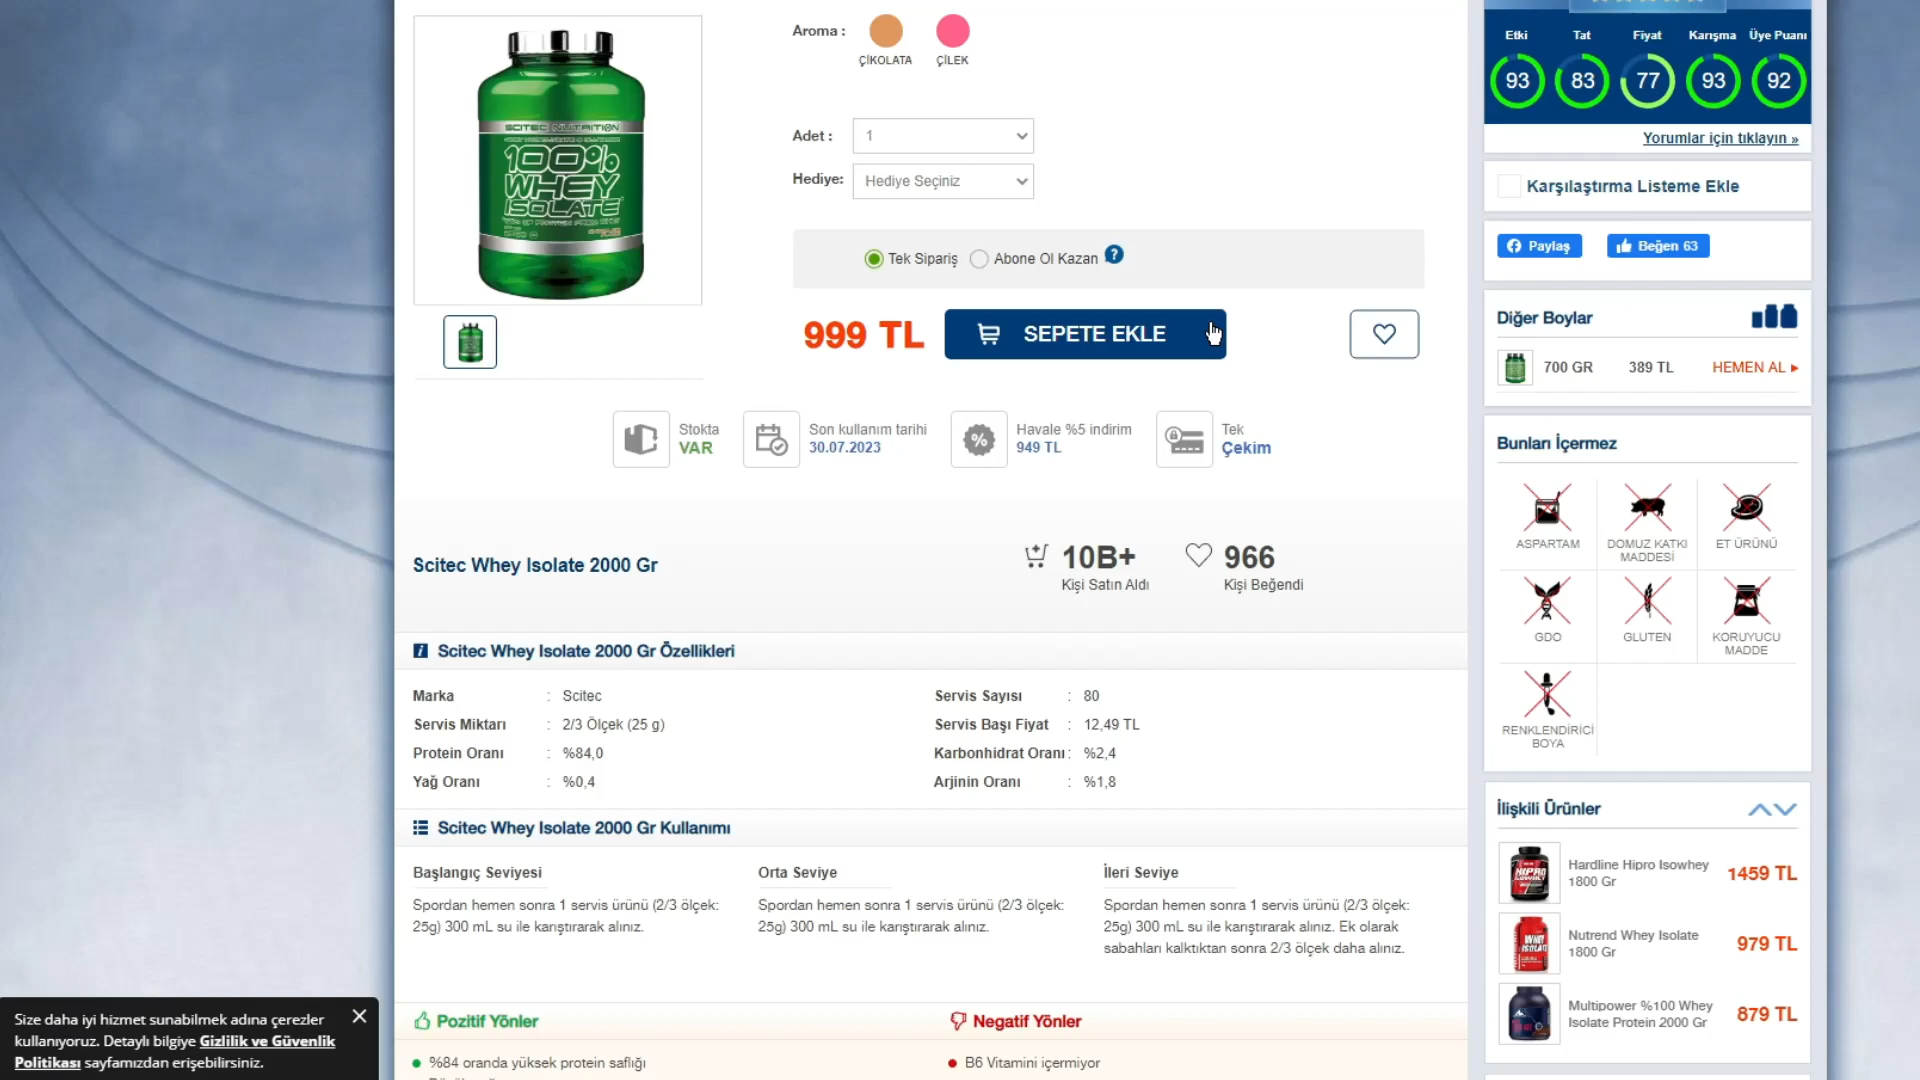 SCITEC NUTRITION
100%
WHEY
ISOLATE
Aroma :
ÇİKOLATA
ÇİLEK
Adet :
1
Hediye:
Hediye Seçiniz
Tek Sipariş
Abone Ol Kazan
?
999 TL
SEPETE EKLE
Stokta
VAR
Son kullanım tarihi
30.07.2023
%
Havale %5 indirim
949 TL
Tek
Çekim
Scitec Whey Isolate 2000 Gr
10B+
Kişi Satın Aldı
966
Kişi Beğendi
Scitec Whey Isolate 2000 Gr Özellikleri
Marka : Scitec
Servis Miktarı : 2/3 Ölçek (25 g)
Protein Oranı : %84,0
Yağ Oranı : %0,4
Servis Sayısı : 80
Servis Başı Fiyat : 12,49 TL
Karbonhidrat Oranı : %2,4
Arjinin Oranı : %1,8
Scitec Whey Isolate 2000 Gr Kullanımı
Başlangıç Seviyesi
Spordan hemen sonra 1 servis ürünü (2/3 ölçek:
25g) 300 mL su ile karıştırarak alınız.
Orta Seviye
Spordan hemen sonra 1 servis ürünü (2/3 ölçek:
25g) 300 mL su ile karıştırarak alınız.
İleri Seviye
Spordan hemen sonra 1 servis ürünü (2/3 ölçek:
25g) 300 mL su ile karıştırarak alınız. Ek olarak
sabahları kalktıktan sonra 2/3 ölçek daha alınız.
Pozitif Yönler
%84 oranda yüksek protein saflığı
Negatif Yönler
B6 Vitamini içermiyor
Etki Tat Fiyat Karışma Üye Puanı
93 83 77 93 92
Yorumlar için tıklayın »
Karşılaştırma Listeme Ekle
Paylaş
Beğen 63
Diğer Boylar
700 GR 389 TL HEMEN AL
Bunları İçermez
ASPARTAM
DOMUZ KATKI
MADDESİ
ET ÜRÜNÜ
GDO
GLUTEN
KORUYUCU
MADDE
RENKLENDİRİCİ
BOYA
İlişkili Ürünler
Hardline Hipro Isowhey
1800 Gr
1459 TL
Nutrend Whey Isolate
1800 Gr
979 TL
Multipower %100 Whey
Isolate Protein 2000 Gr
879 TL
Size daha iyi hizmet sunabilmek adına çerezler
kullanıyoruz. Detaylı bilgiye Gizlilik ve Güvenlik
Politikası sayfamızdan erişebilirsiniz.